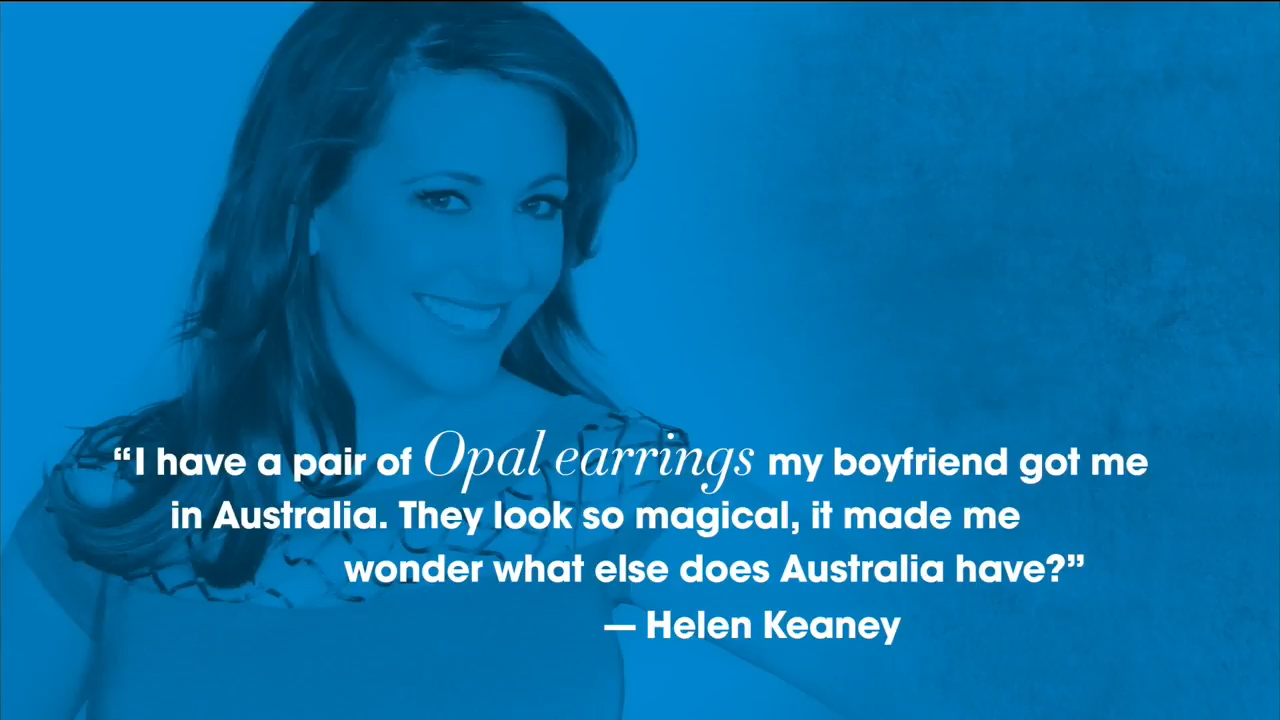 “I have a pair of Opal earrings my boyfriend got me
in Australia. They look so magical, it made me
wonder what else does Australia have?”
— Helen Keaney